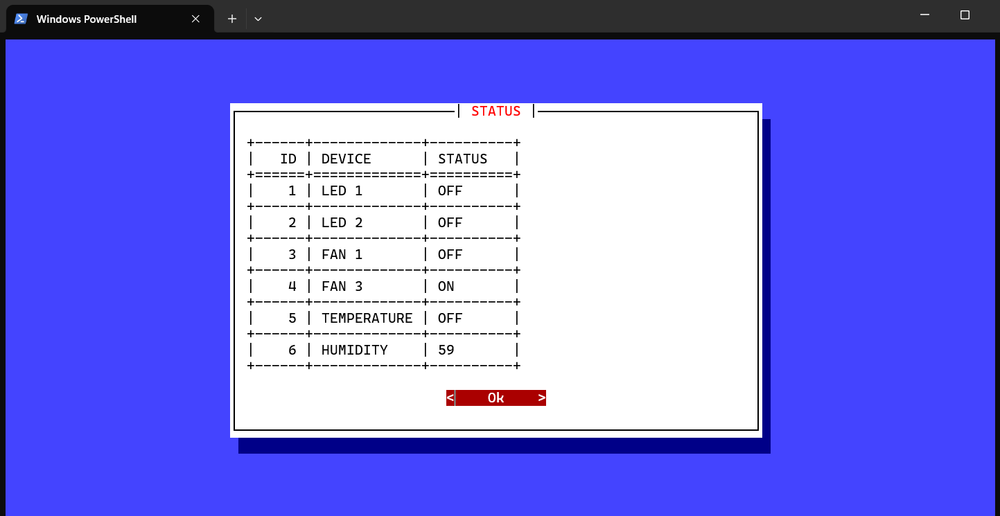 Windows PowerShell
| STATUS |
+------+-------------+----------+
|   ID | DEVICE      | STATUS   |
+======+=============+==========+
|    1 | LED 1       | OFF      |
+------+-------------+----------+
|    2 | LED 2       | OFF      |
+------+-------------+----------+
|    3 | FAN 1       | OFF      |
+------+-------------+----------+
|    4 | FAN 3       | ON       |
+------+-------------+----------+
|    5 | TEMPERATURE | OFF      |
+------+-------------+----------+
|    6 | HUMIDITY    | 59       |
+------+-------------+----------+
<    Ok    >